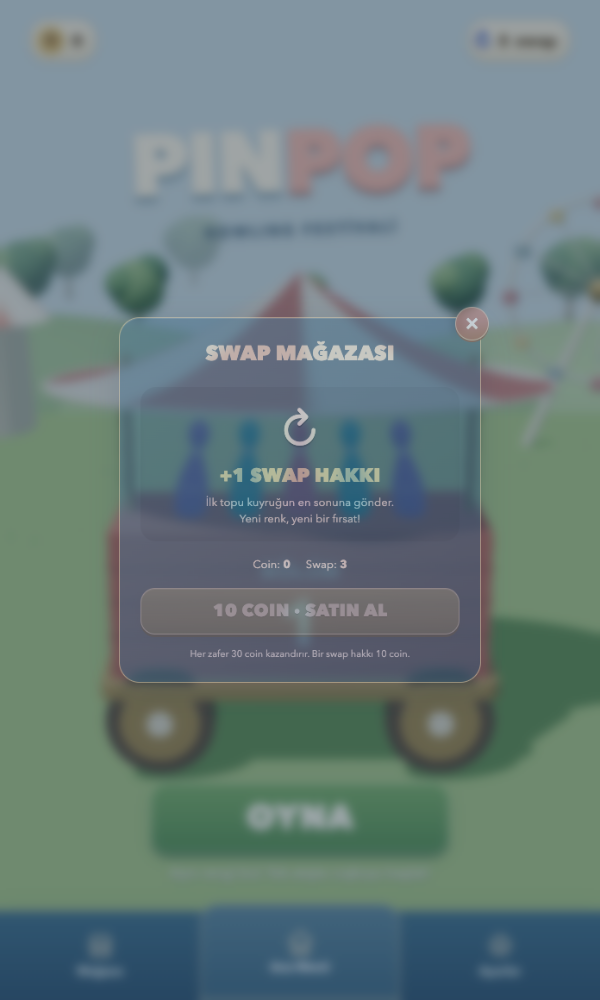 PINPOP
SWAP MAĞAZASI
+1 SWAP HAKKI
İlk topu kuyruğun en sonuna gönder.
Yeni renk, yeni bir fırsat!
Coin: 0 Swap: 3
10 COIN • SATIN AL
Her zafer 30 coin kazandırır. Bir swap hakkı 10 coin.
OYNA